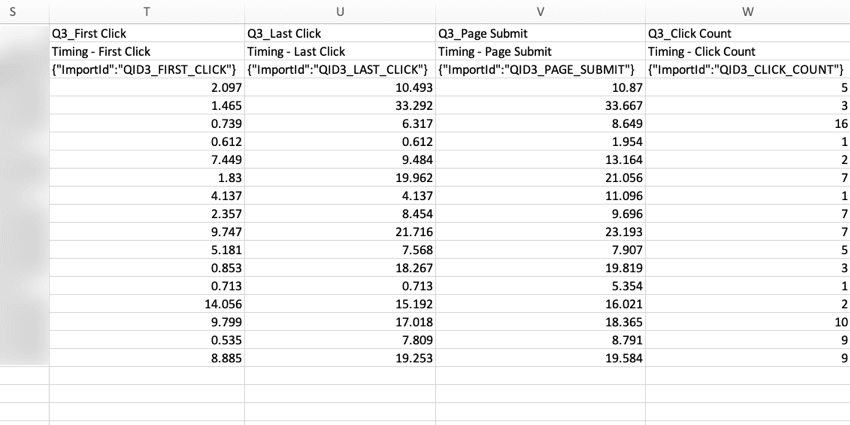 S T U V W
Q3_First Click Q3_Last Click Q3_Page Submit Q3_Click Count
Timing - First Click Timing - Last Click Timing - Page Submit Timing - Click Count
{"ImportId":"QID3_FIRST_CLICK"} {"ImportId":"QID3_LAST_CLICK"} {"ImportId":"QID3_PAGE_SUBMIT"} {"ImportId":"QID3_CLICK_COUNT"}
2.097 10.493 10.87 5
1.465 33.292 33.667 3
0.739 6.317 8.649 16
0.612 0.612 1.954 1
7.449 9.484 13.164 2
1.83 19.962 21.056 7
4.137 4.137 11.096 1
2.357 8.454 9.696 7
9.747 21.716 23.193 7
5.181 7.568 7.907 5
0.853 18.267 19.819 3
0.713 0.713 5.354 1
14.056 15.192 16.021 2
9.799 17.018 18.365 10
0.535 7.809 8.791 9
8.885 19.253 19.584 9